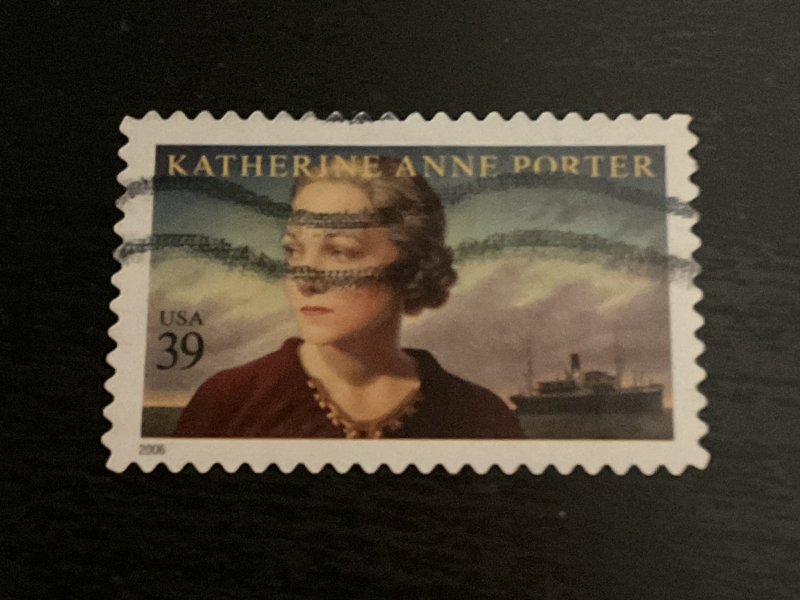 KATHERINE ANNE PORTER
USA
39
2006